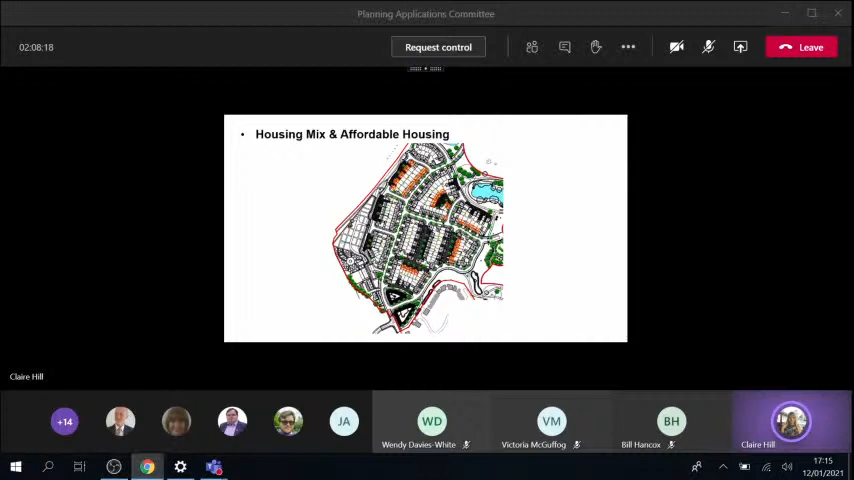 Planning Applications Committee
02:08:18
Request control
Leave
• Housing Mix & Affordable Housing
Claire Hill
+14
JA
WD
VM
BH
Wendy Davies-White
Victoria McGuffog
Bill Hancox
Claire Hill
17:15
12/01/2021